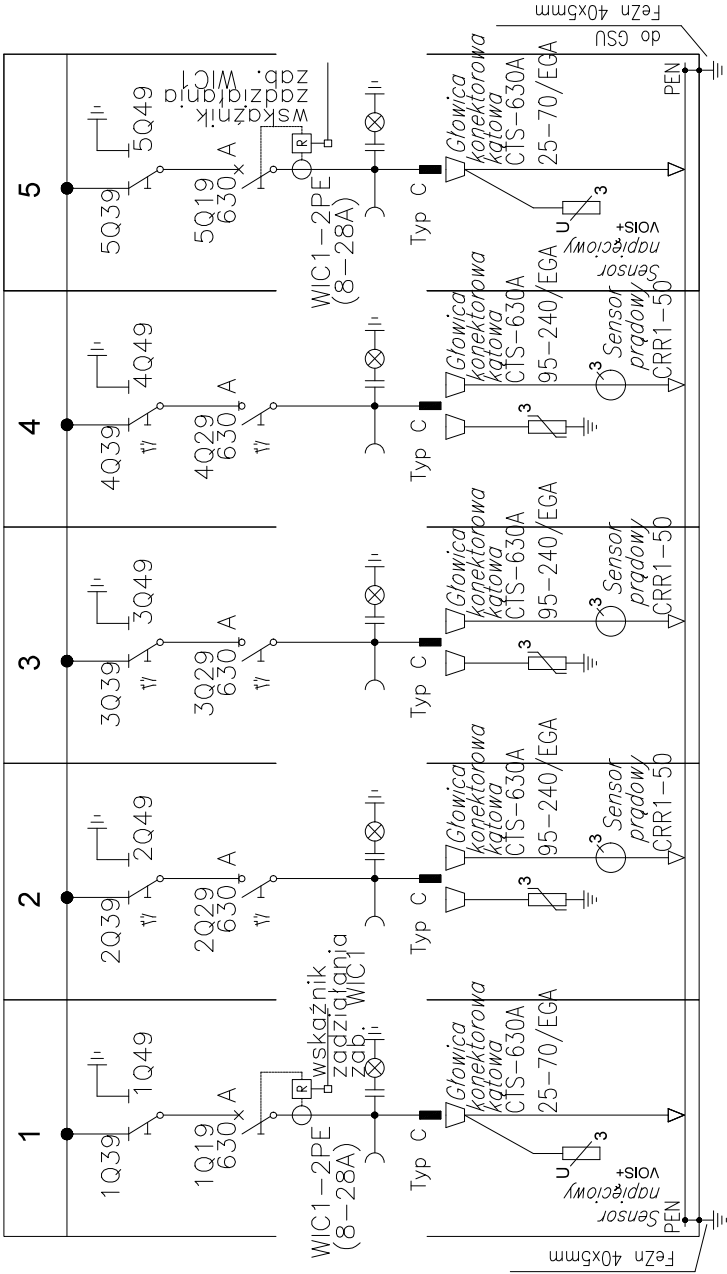 1
1Q39
1Q49
1Q19
630 A
WIC1-2PE
(8-28A)
R
wskaźnik
zadziałania
zab.
WIC1
Typ C
Głowica
konektorowa
kątowa
CTS-630A
25-70/EGA
U
3
Sensor
napięciowy
VOIS+
PEN
FeZn 40x5mm
2
2Q39
2Q49
2Q29
630 A
Typ C
Głowica
konektorowa
kątowa
CTS-630A
95-240/EGA
3
3
Sensor
prądowy
CRR1-50
3
3Q39
3Q49
3Q29
630 A
Typ C
Głowica
konektorowa
kątowa
CTS-630A
95-240/EGA
3
3
Sensor
prądowy
CRR1-50
4
4Q39
4Q49
4Q29
630 A
Typ C
Głowica
konektorowa
kątowa
CTS-630A
95-240/EGA
3
3
Sensor
prądowy
CRR1-50
5
5Q39
5Q49
5Q19
630 A
WIC1-2PE
(8-28A)
R
wskaźnik
zadziałania
zab. WIC1
Typ C
Głowica
konektorowa
kątowa
CTS-630A
25-70/EGA
U
3
Sensor
napięciowy
VOIS+
PEN
do GSU
FeZn 40x5mm